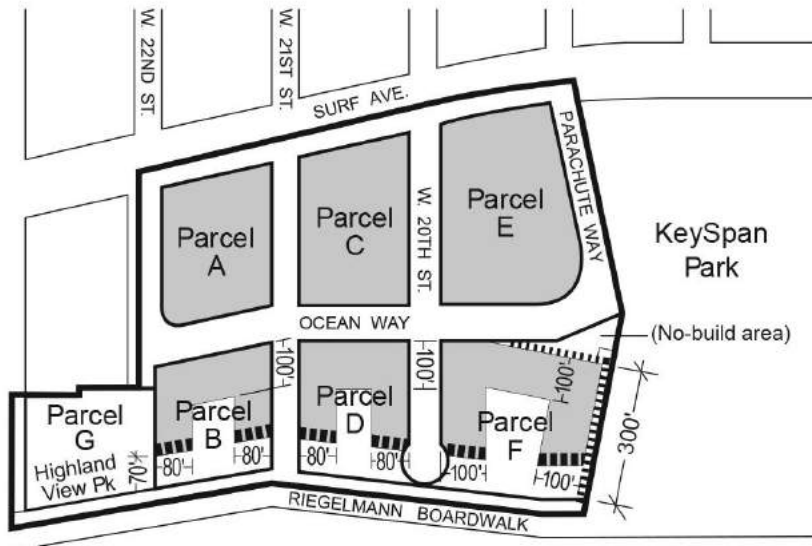 W. 22ND ST.
W. 21ST ST.
SURF AVE.
PARACHUTE WAY
Parcel
A
Parcel
C
W. 20TH ST.
Parcel
E
KeySpan
Park
OCEAN WAY
(No-build area)
100'
100'
100'
Parcel
G
Highland
View Pk
Parcel
B
Parcel
D
Parcel
F
300'
70'
80'
80'
80'
80'
100'
100'
RIEGELMANN BOARDWALK